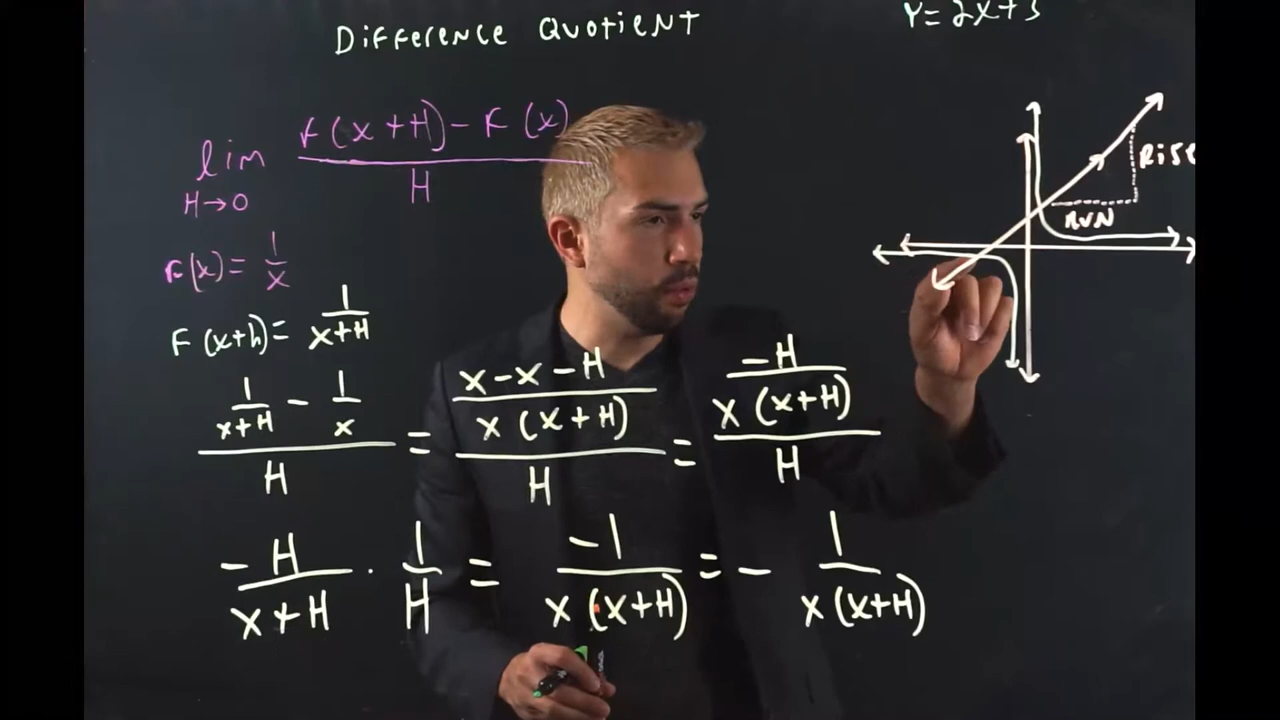 Difference Quotient
Y=2x+3
lim H→0 F(x+H)-F(x) / H
F(x)= 1/x
F(x+h)= 1/x+H
1/x+H - 1/x / H = x-x-H / x(x+H) / H = -H / x(x+H) / H
-H/x+H · 1/H = -1/x(x+H) = - 1/x(x+H)
Rise
RUN